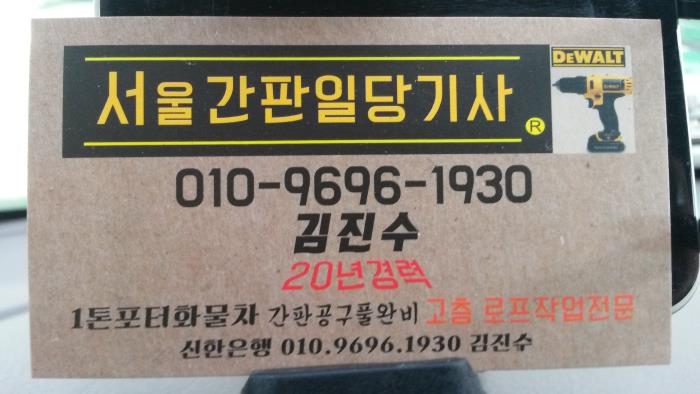 서울간판일당기사 ®
DEWALT
010-9696-1930
김진수
20년경력
1톤포터화물차 간판공구풀완비 고층 로프작업전문
신한은행 010.9696.1930 김진수